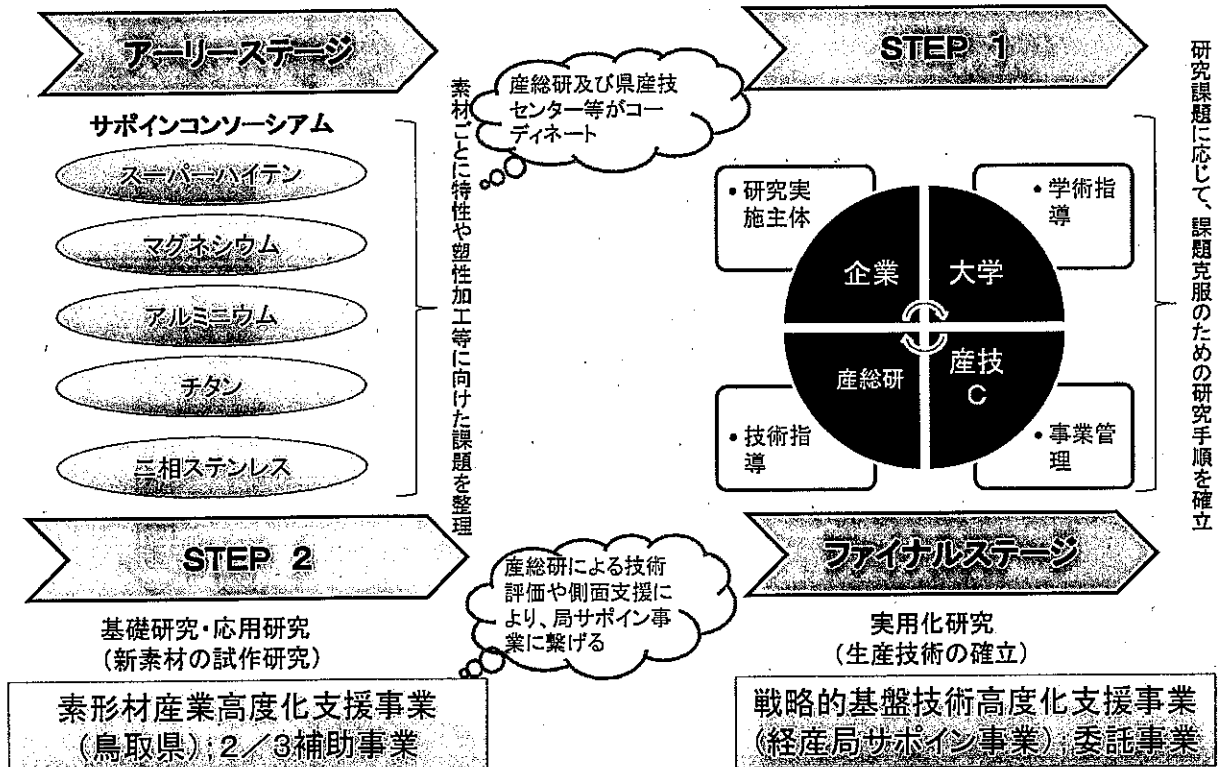 アーリーステージ
サポインコンソーシアム
スーパーハイテン
マグネシウム
アルミニウム
チタン
二相ステンレス
素材ごとに特性や塑性加工等に向けた課題を整理
産総研及び県産技
センター等がコー
ディネート
STEP 1
• 研究実
施主体
• 学術指
導
企業
大学
産総研
産技
C
• 技術指
導
• 事業管
理
研究課題に応じて、課題克服のための研究手順を確立
STEP 2
基礎研究・応用研究
(新素材の試作研究)
素形材産業高度化支援事業
(鳥取県);2/3補助事業
産総研による技術
評価や側面支援に
より、局サポイン事
業に繋げる
ファイナルステージ
実用化研究
(生産技術の確立)
戦略的基盤技術高度化支援事業
(経産局サポイン事業);委託事業